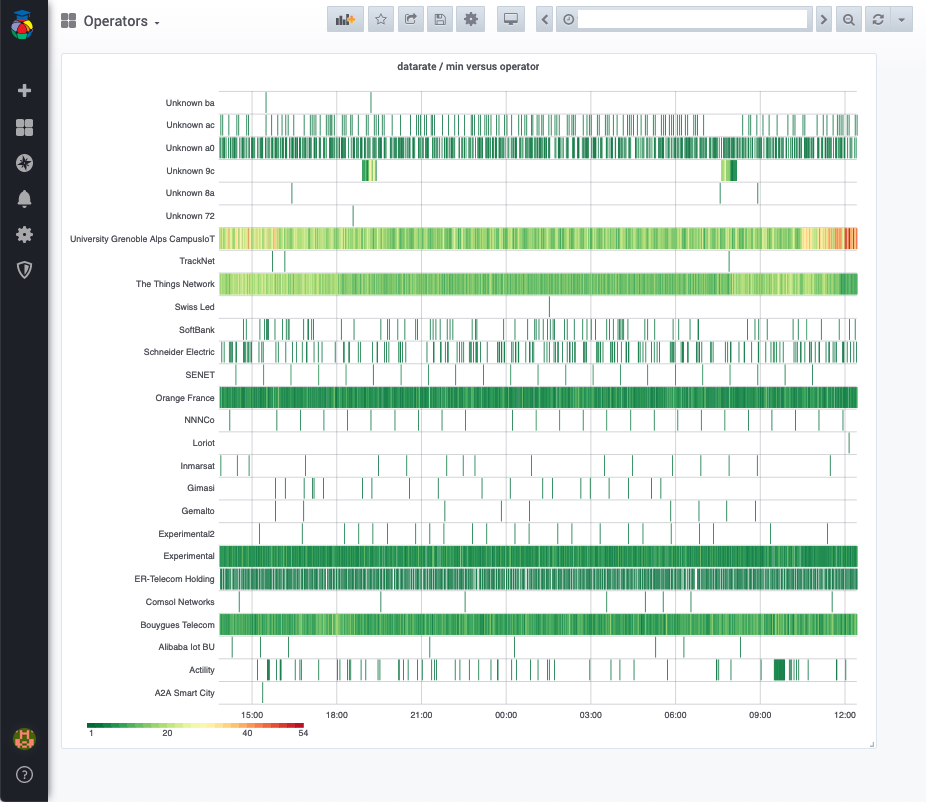 Operators
datarate / min versus operator
Unknown ba
Unknown ac
Unknown a0
Unknown 9c
Unknown 8a
Unknown 72
University Grenoble Alps CampusIoT
TrackNet
The Things Network
Swiss Led
SoftBank
Schneider Electric
SENET
Orange France
NNNCo
Loriot
Inmarsat
Gimasi
Gemalto
Experimental2
Experimental
ER-Telecom Holding
Comsol Networks
Bouygues Telecom
Alibaba Iot BU
Actility
A2A Smart City
15:00 18:00 21:00 00:00 03:00 06:00 09:00 12:00
1 20 40 54